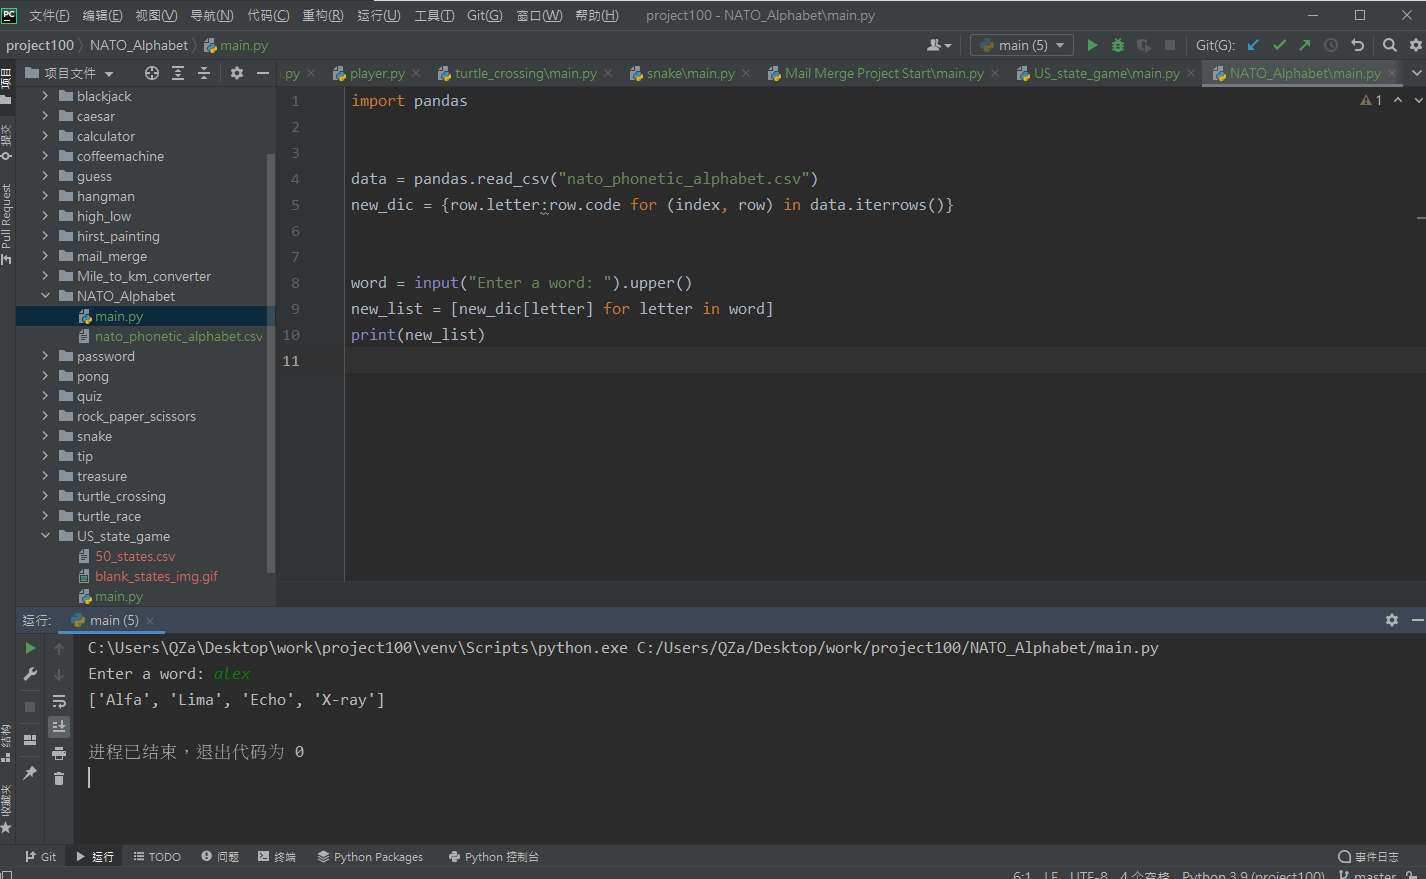 PC 文件(F) 编辑(E) 视图(V) 导航(N) 代码(C) 重构(R) 运行(U) 工具(T) Git(G) 窗口(W) 帮助(H) project100 - NATO_Alphabet\main.py
project100 NATO_Alphabet main.py main (5) Git(G):
项目文件 .py player.py turtle_crossing\main.py snake\main.py Mail Merge Project Start\main.py US_state_game\main.py NATO_Alphabet\main.py
项目
提交
Pull Request
结构
收藏夹
blackjack
caesar
calculator
coffeemachine
guess
hangman
high_low
hirst_painting
mail_merge
Mile_to_km_converter
NATO_Alphabet
main.py
nato_phonetic_alphabet.csv
password
pong
quiz
rock_paper_scissors
snake
tip
treasure
turtle_crossing
turtle_race
US_state_game
50_states.csv
blank_states_img.gif
main.py
1 import pandas
2
3
4 data = pandas.read_csv("nato_phonetic_alphabet.csv")
5 new_dic = {row.letter:row.code for (index, row) in data.iterrows()}
6
7
8 word = input("Enter a word: ").upper()
9 new_list = [new_dic[letter] for letter in word]
10 print(new_list)
11
1
运行: main (5)
C:\Users\QZa\Desktop\work\project100\venv\Scripts\python.exe C:/Users/QZa/Desktop/work/project100/NATO_Alphabet/main.py
Enter a word: alex
['Alfa', 'Lima', 'Echo', 'X-ray']
进程已结束，退出代码为 0
Git 运行 TODO 问题 终端 Python Packages Python 控制台 事件日志
6:1 LF UTF-8 4 个空格 Python 3.9 (project100) master